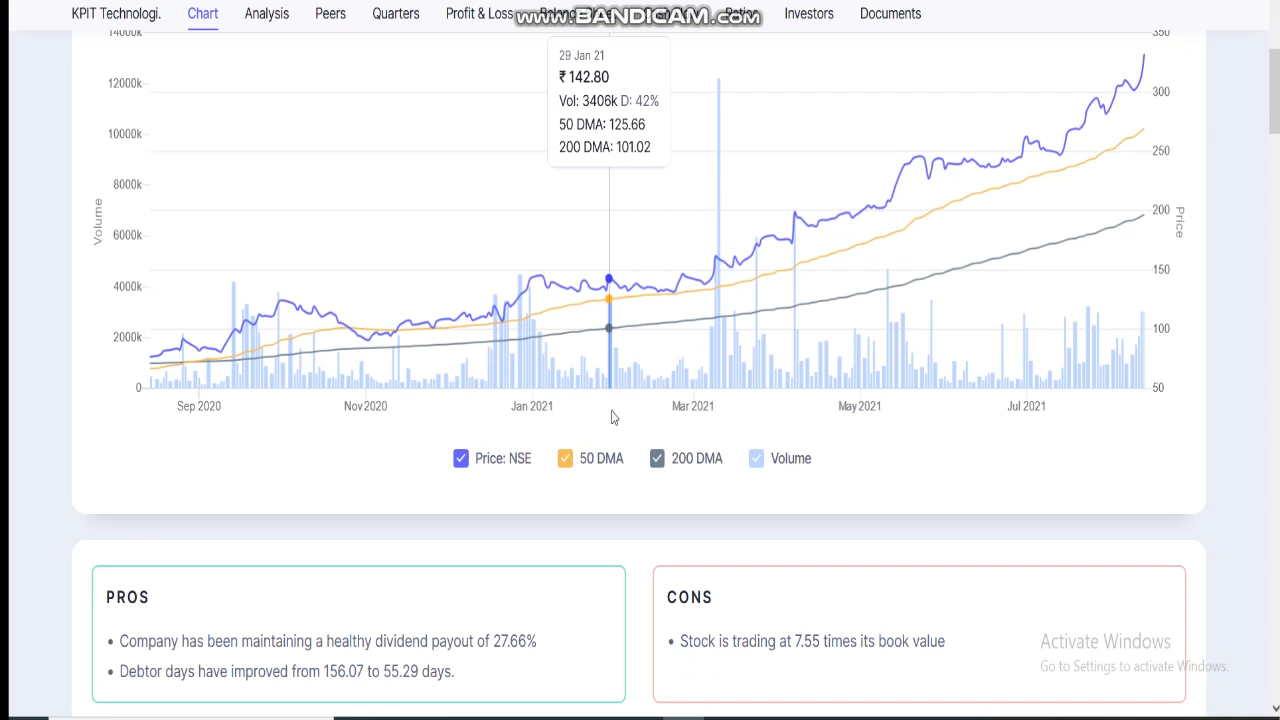 KPIT Technologi. Chart Analysis Peers Quarters Profit & Loss Ratios Investors Documents
www.BANDICAM.com
14000k 350
29 Jan 21
₹ 142.80
Vol: 3406k D: 42%
50 DMA: 125.66
200 DMA: 101.02
12000k 300
10000k 250
8000k 200
6000k 150
4000k 100
2000k 50
0
Volume
Price
Sep 2020 Nov 2020 Jan 2021 Mar 2021 May 2021 Jul 2021
Price: NSE 50 DMA 200 DMA Volume
PROS
• Company has been maintaining a healthy dividend payout of 27.66%
• Debtor days have improved from 156.07 to 55.29 days.
CONS
• Stock is trading at 7.55 times its book value
Activate Windows
Go to Settings to activate Windows.